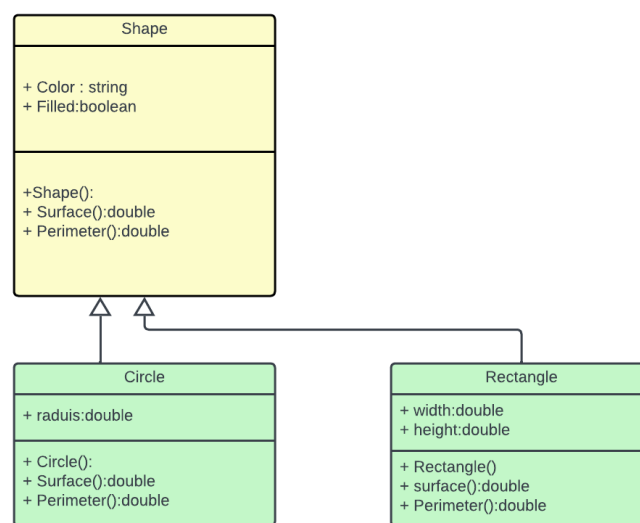 Shape
+ Color : string
+ Filled:boolean
+Shape():
+ Surface():double
+ Perimeter():double
Circle
+ raduis:double
+ Circle():
+ Surface():double
+ Perimeter():double
Rectangle
+ width:double
+ height:double
+ Rectangle()
+ surface():double
+ Perimeter():double